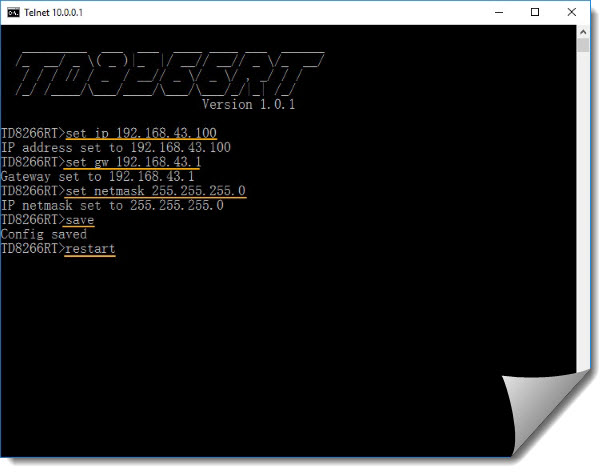 Telnet 10.0.0.1
TD8266RT
Version 1.0.1
TD8266RT>set ip 192.168.43.100
IP address set to 192.168.43.100
TD8266RT>set gw 192.168.43.1
Gateway set to 192.168.43.1
TD8266RT>set netmask 255.255.255.0
IP netmask set to 255.255.255.0
TD8266RT>save
Config saved
TD8266RT>restart